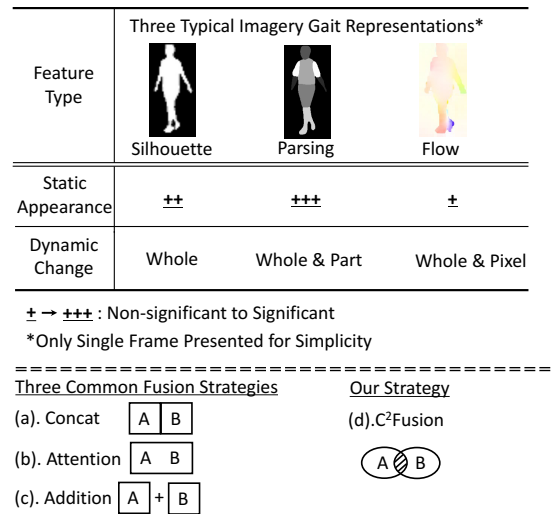 Three Typical Imagery Gait Representations*
Feature Type
Silhouette Parsing Flow
Static Appearance ++ +++ +
Dynamic Change Whole Whole & Part Whole & Pixel
+ → +++ : Non-significant to Significant
*Only Single Frame Presented for Simplicity
Three Common Fusion Strategies
(a). Concat A B
(b). Attention A B
(c). Addition A + B
Our Strategy
(d).C²Fusion
A B